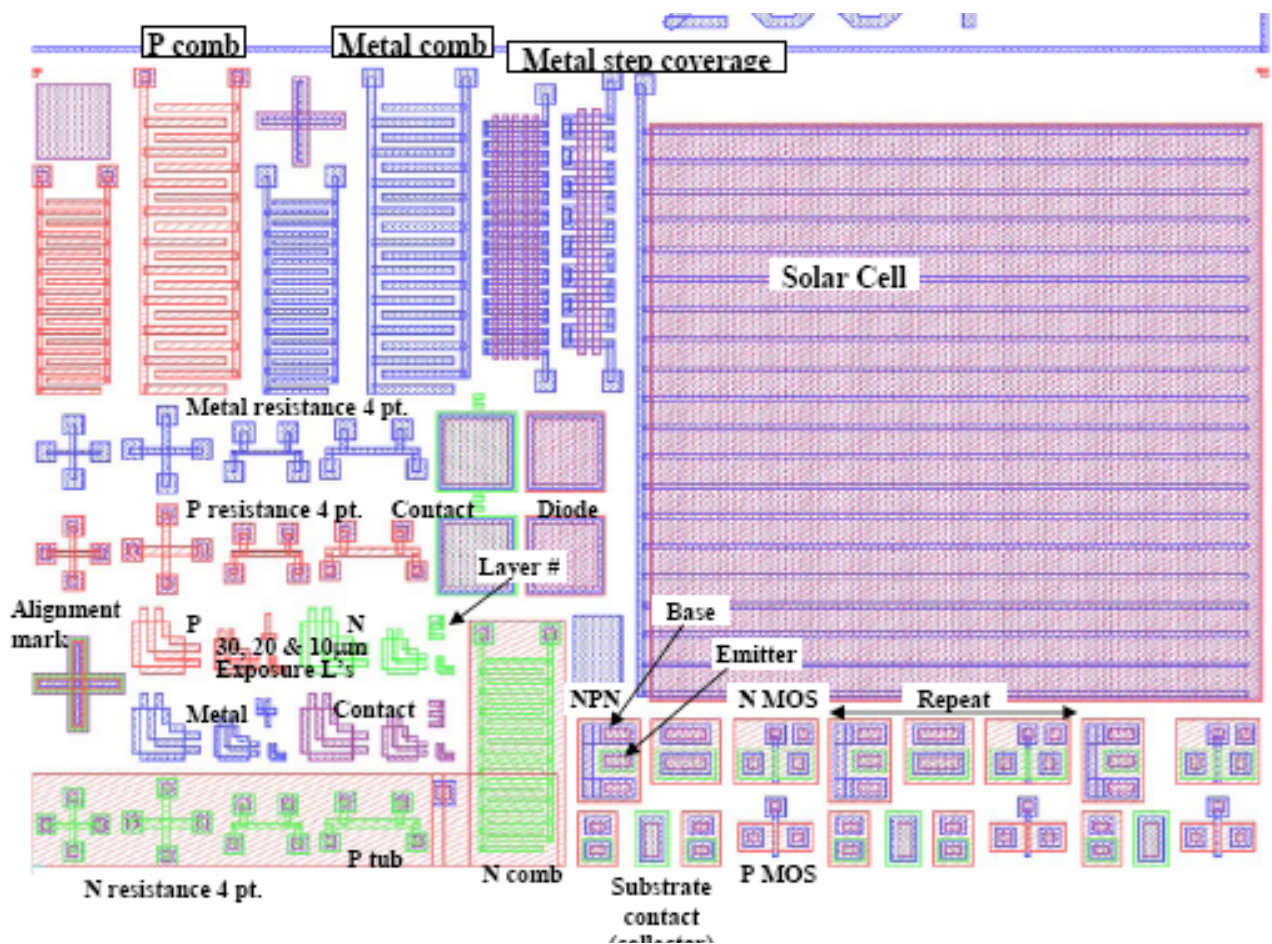 P comb
Metal comb
Metal step coverage
Solar Cell
Metal resistance 4 pt.
P resistance 4 pt.
Contact
Diode
Layer #
Alignment
mark
P
N
30, 20 & 10μm
Exposure L's
Base
Emitter
Metal
Contact
NPN
N MOS
Repeat
P tub
N comb
P MOS
N resistance 4 pt.
Substrate
contact
(collector)